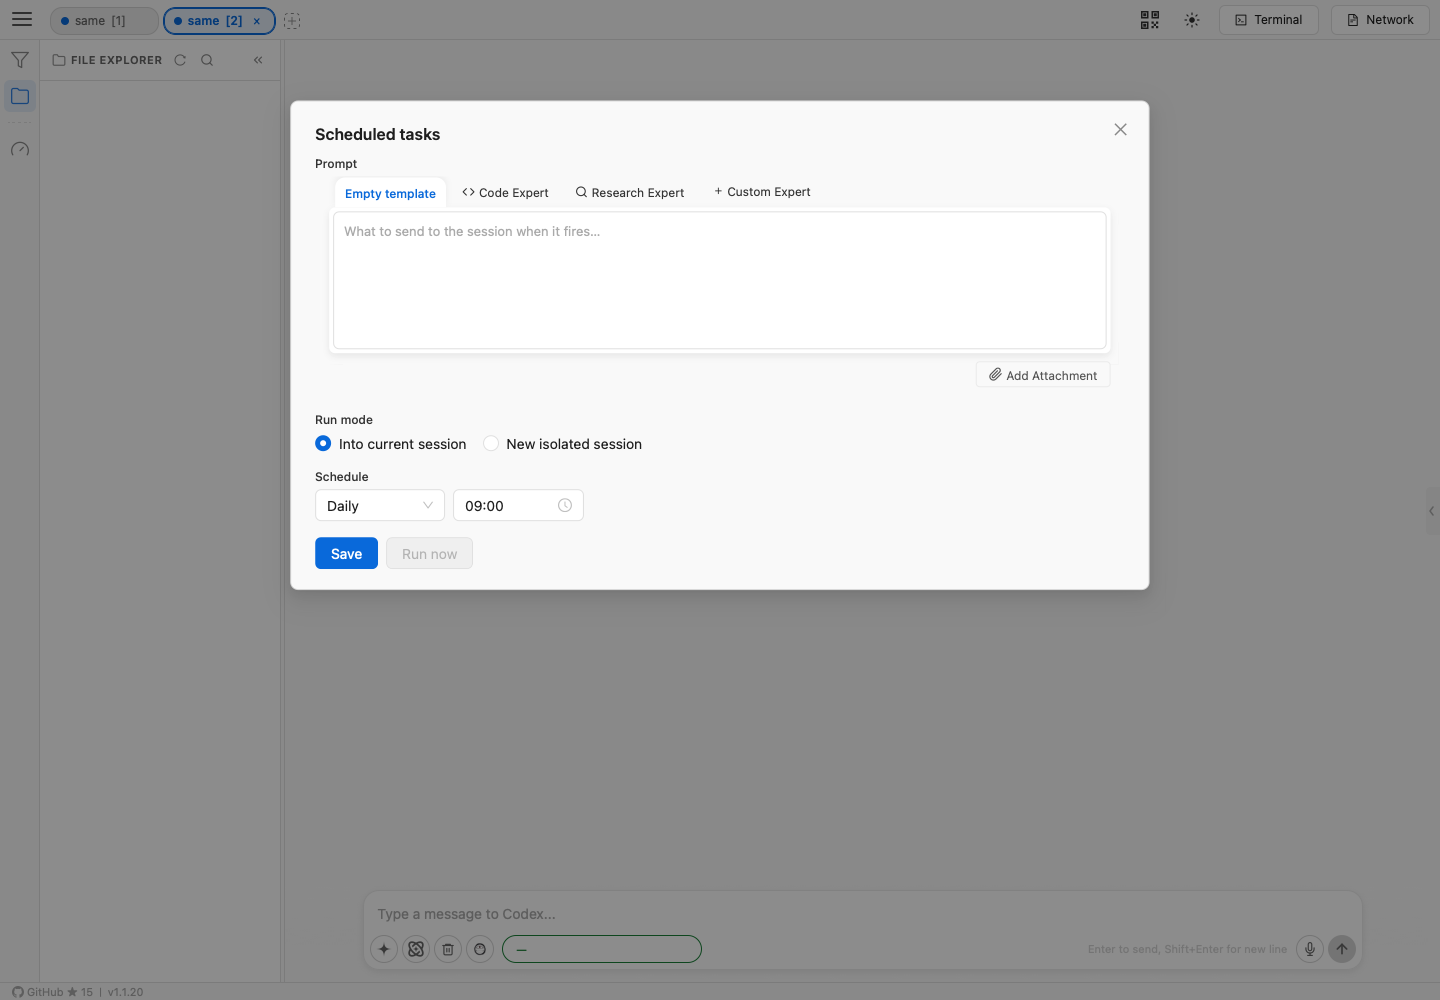 same [1]
same [2] ×
Terminal
Network
FILE EXPLORER
Scheduled tasks
Prompt
Empty template
Code Expert
Research Expert
+ Custom Expert
What to send to the session when it fires...
Add Attachment
Run mode
Into current session
New isolated session
Schedule
Daily
09:00
Save
Run now
Type a message to Codex...
—
Enter to send, Shift+Enter for new line
GitHub ★ 15 | v1.1.20